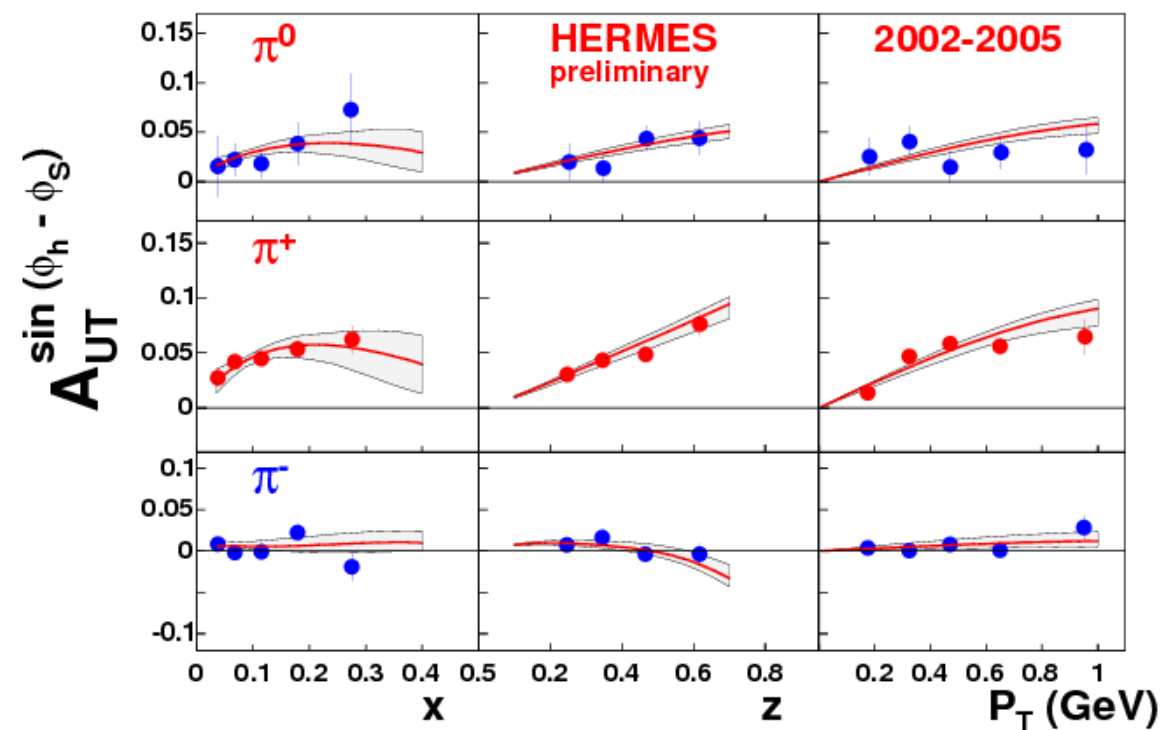 π⁰
HERMES
preliminary
2002-2005
0.15
0.1
0.05
0
π⁺
0.15
0.1
0.05
0
π⁻
0.1
0.05
0
-0.1
A_UT^sin (ϕ_h - ϕ_S)
0 0.1 0.2 0.3 0.4 0.5 0.2 0.4 0.6 0.8 0.2 0.4 0.6 0.8 1
x z P_T (GeV)